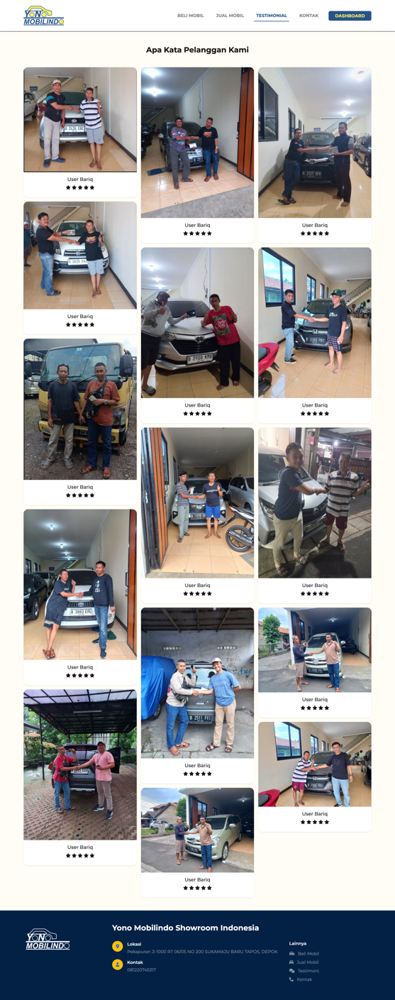 YONO
MOBILINDO
BELI MOBIL
JUAL MOBIL
TESTIMONIAL
KONTAK
DASHBOARD
Apa Kata Pelanggan Kami
User Bariq
User Bariq
User Bariq
User Bariq
User Bariq
User Bariq
B 2908 KMU
User Bariq
User Bariq
User Bariq
User Bariq
User Bariq
User Bariq
B 2511
User Bariq
User Bariq
User Bariq
User Bariq
YONO
MOBILINDO
Yono Mobilindo Showroom Indonesia
Lokasi
Pekapuran Jl 1000 RT 06/05 NO 200 SUKAMAJU BARU TAPOS, DEPOK
Kontak
081220745317
Lainnya
Beli Mobil
Jual Mobil
Testimoni
Kontak